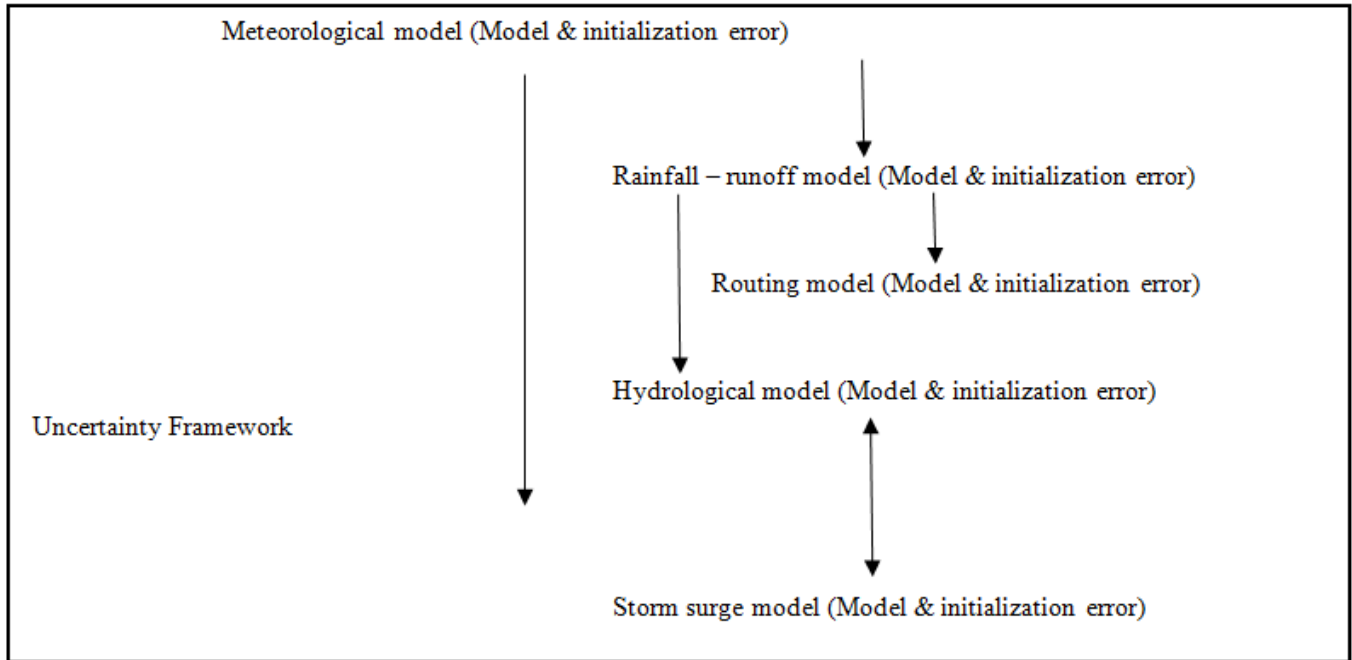 Meteorological model (Model & initialization error)
Rainfall – runoff model (Model & initialization error)
Routing model (Model & initialization error)
Hydrological model (Model & initialization error)
Uncertainty Framework
Storm surge model (Model & initialization error)